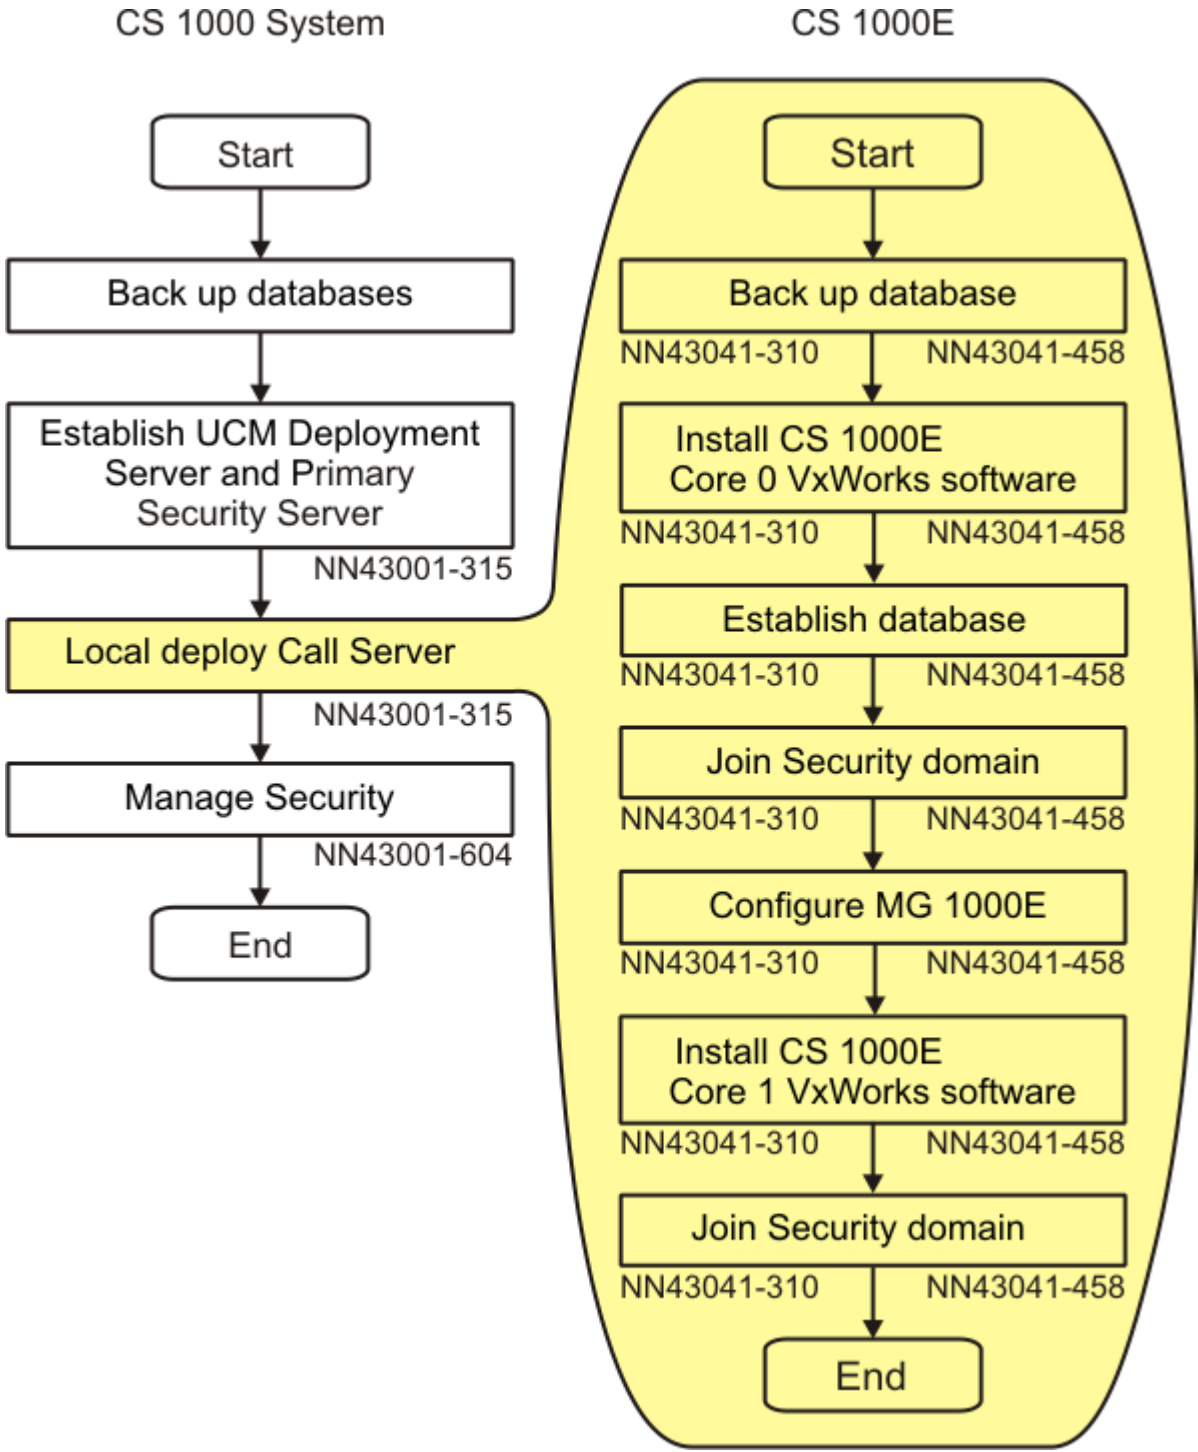 CS 1000 System
Start
Back up databases
Establish UCM Deployment
Server and Primary
Security Server
NN43001-315
Local deploy Call Server
NN43001-315
Manage Security
NN43001-604
End
CS 1000E
Start
Back up database
NN43041-310 NN43041-458
Install CS 1000E
Core 0 VxWorks software
NN43041-310 NN43041-458
Establish database
NN43041-310 NN43041-458
Join Security domain
NN43041-310 NN43041-458
Configure MG 1000E
NN43041-310 NN43041-458
Install CS 1000E
Core 1 VxWorks software
NN43041-310 NN43041-458
Join Security domain
NN43041-310 NN43041-458
End